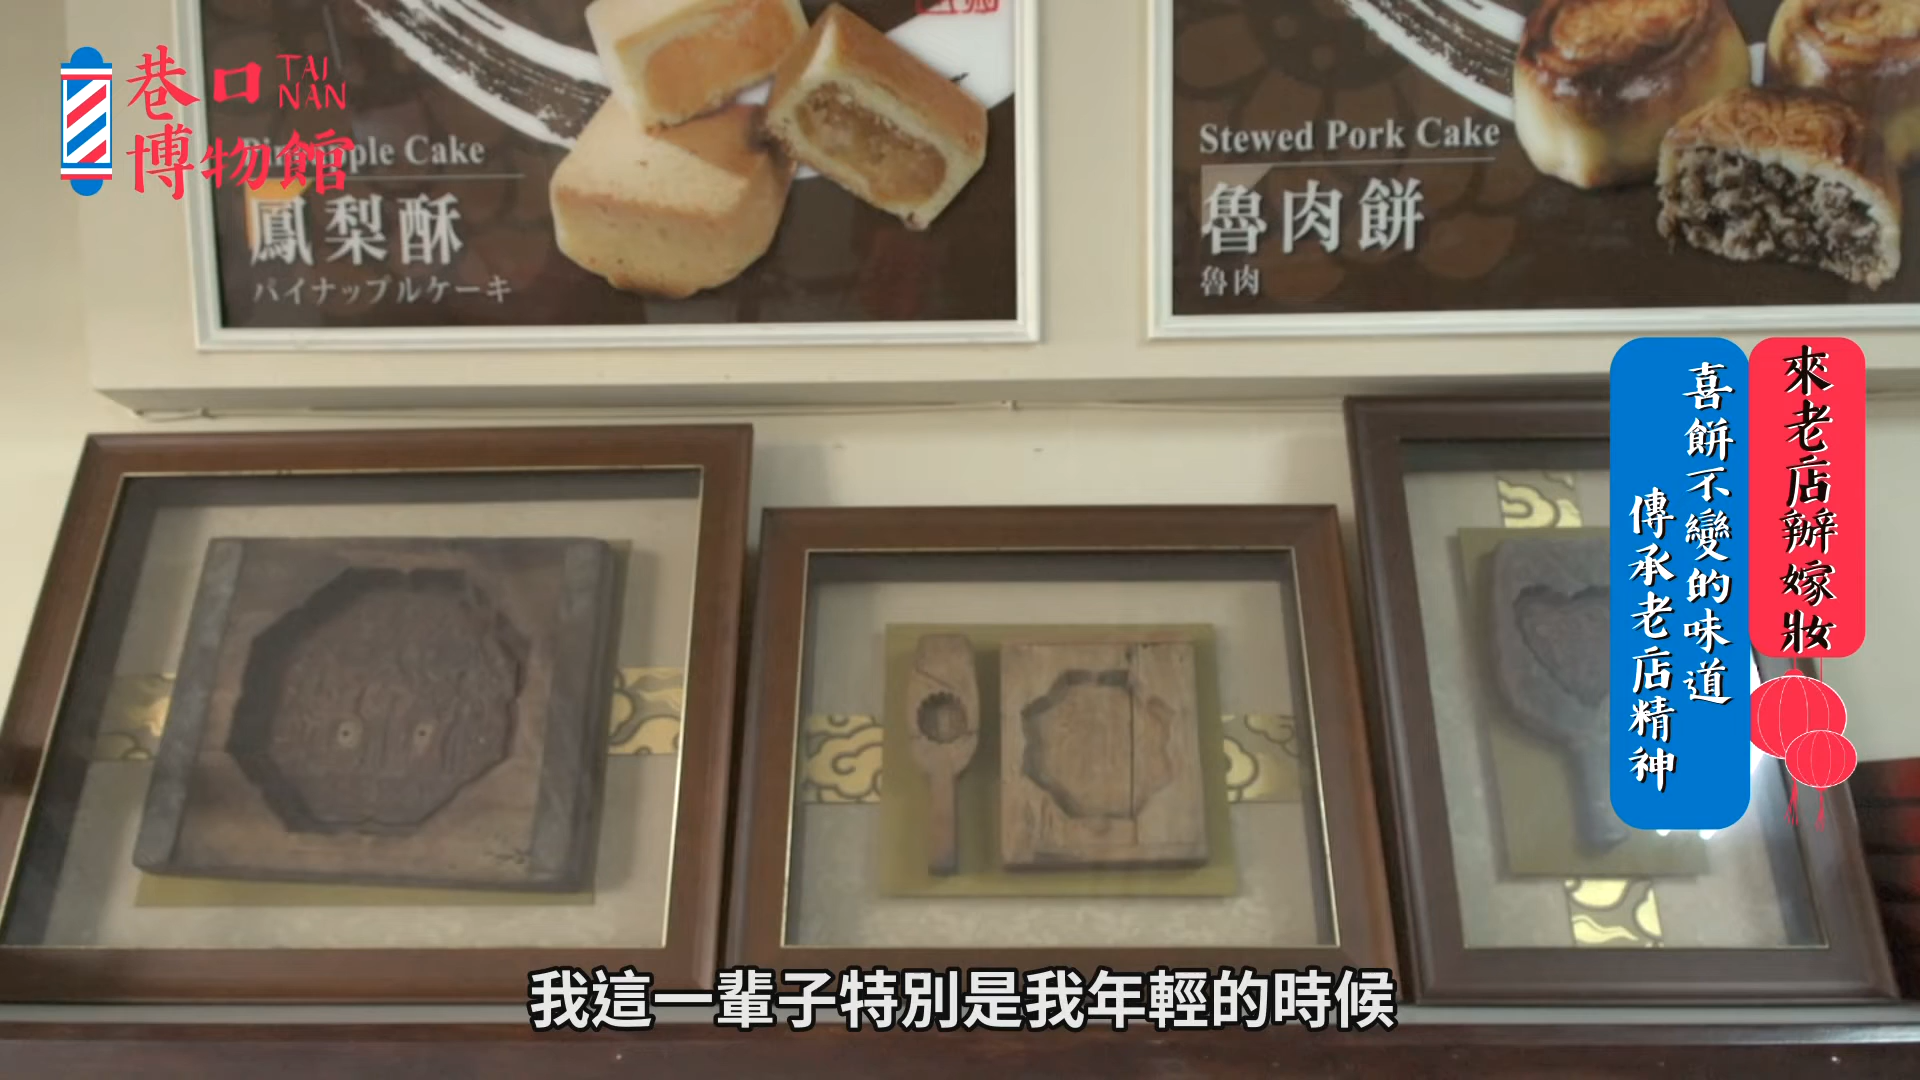 巷口 TAI NAN
博物館
Pineapple Cake
鳳梨酥
パイナップルケーキ
Stewed Pork Cake
魯肉餅
魯肉
來老店辦嫁妝
喜餅不變的味道
傳承老店精神
我這一輩子特別是我年輕的時候